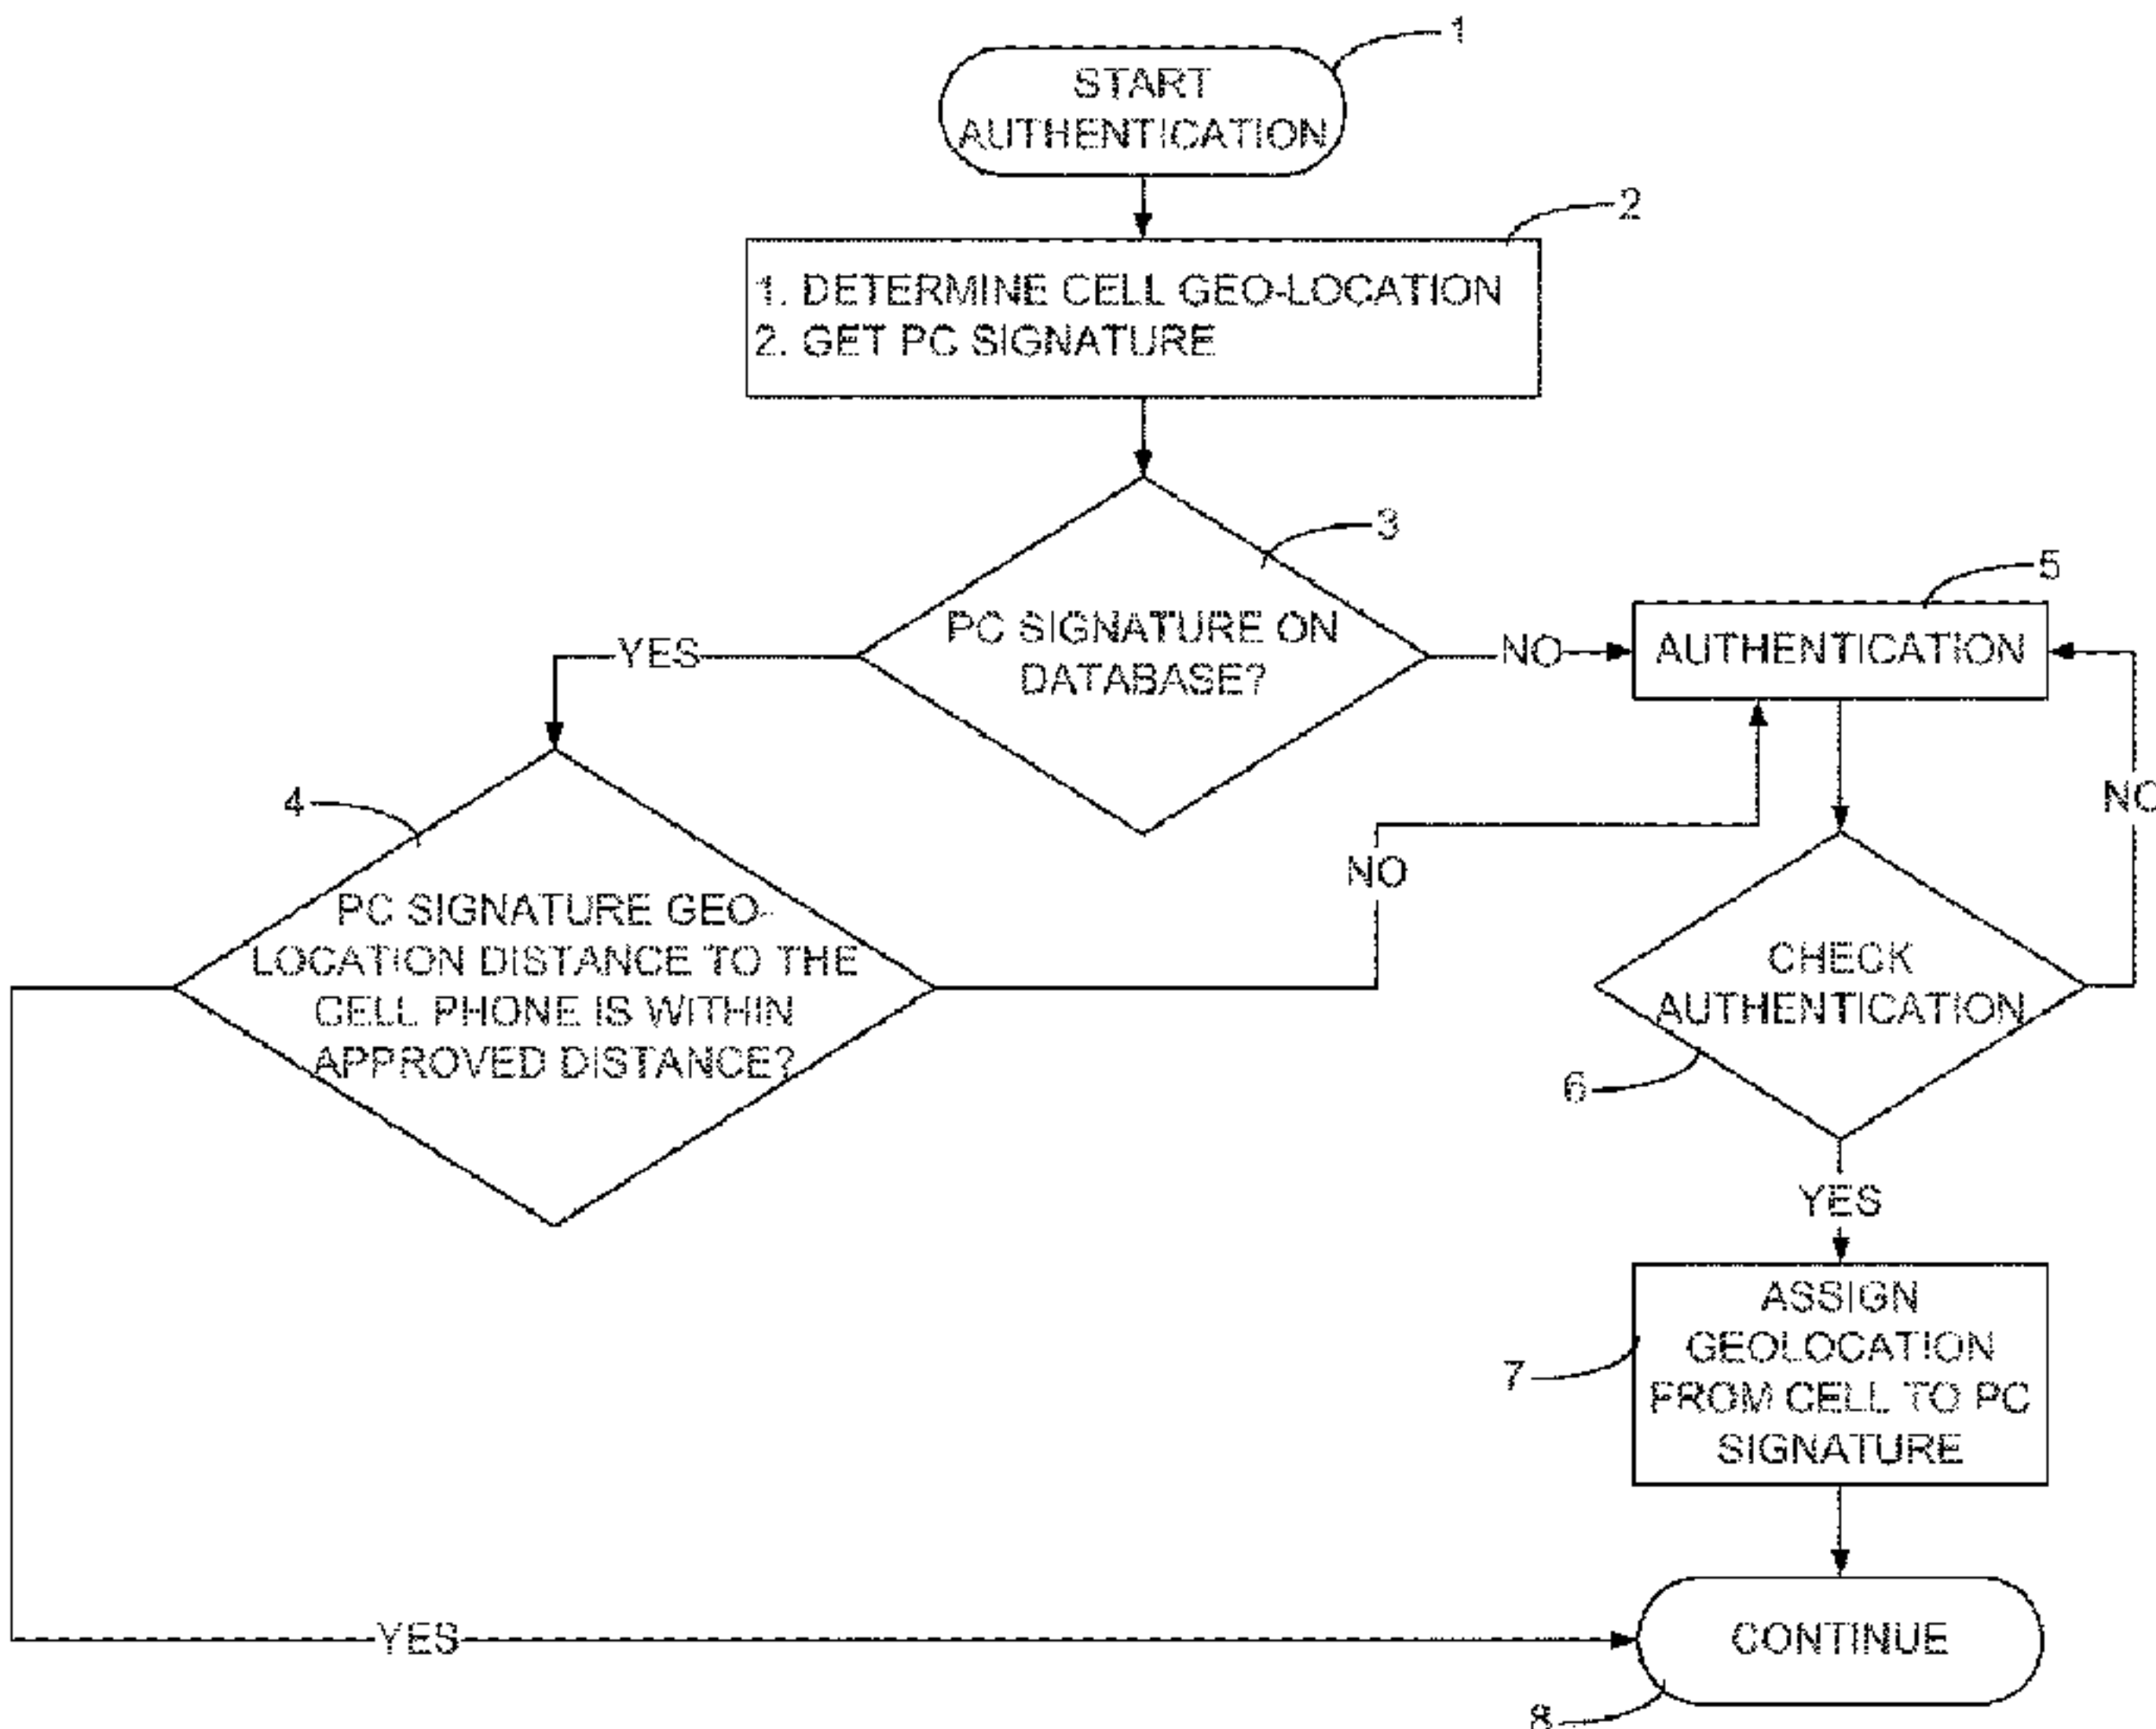 1
START
AUTHENTICATION
2
1. DETERMINE CELL GEO-LOCATION
2. GET PC SIGNATURE
3
PC SIGNATURE ON
DATABASE?
YES
NO
5
AUTHENTICATION
4
PC SIGNATURE GEO-
LOCATION DISTANCE TO THE
CELL PHONE IS WITHIN
APPROVED DISTANCE?
NO
NO
CHECK
AUTHENTICATION
6
YES
7
ASSIGN
GEOLOCATION
FROM CELL TO PC
SIGNATURE
YES
CONTINUE
8